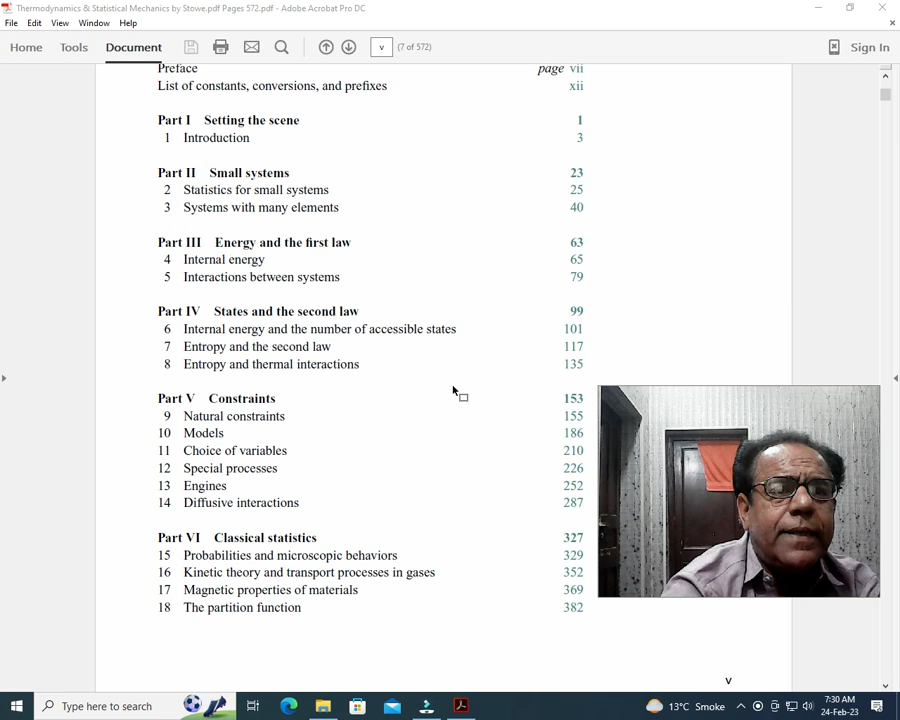 Thermodynamics & Statistical Mechanics by Stowe.pdf Pages 572.pdf - Adobe Acrobat Pro DC
File Edit View Window Help
Home Tools Document v (7 of 572) Sign In
Preface page vii
List of constants, conversions, and prefixes xii
Part I Setting the scene 1
1 Introduction 3
Part II Small systems 23
2 Statistics for small systems 25
3 Systems with many elements 40
Part III Energy and the first law 63
4 Internal energy 65
5 Interactions between systems 79
Part IV States and the second law 99
6 Internal energy and the number of accessible states 101
7 Entropy and the second law 117
8 Entropy and thermal interactions 135
Part V Constraints 153
9 Natural constraints 155
10 Models 186
11 Choice of variables 210
12 Special processes 226
13 Engines 252
14 Diffusive interactions 287
Part VI Classical statistics 327
15 Probabilities and microscopic behaviors 329
16 Kinetic theory and transport processes in gases 352
17 Magnetic properties of materials 369
18 The partition function 382
v
Type here to search 13°C Smoke 7:30 AM
24-Feb-23